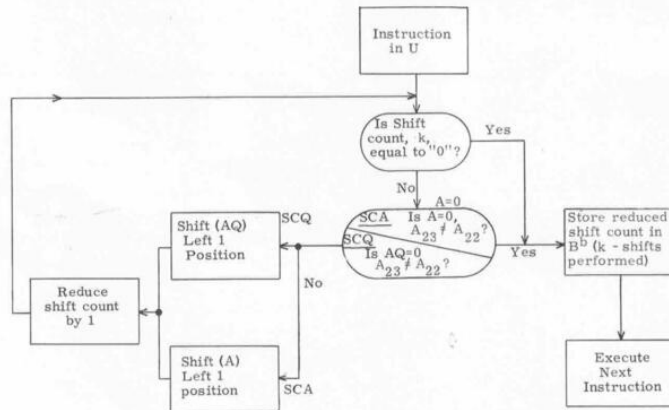 Instruction
in U
Is Shift
count, k,
equal to "0"?
Yes
No
A=0
SCA
Is A=0,
A23 ≠ A22?
SCQ
Is AQ=0
A23 ≠ A22?
Yes
Store reduced
shift count in
B^b (k - shifts
performed)
SCQ
Shift (AQ)
Left 1
Position
No
Reduce
shift count
by 1
Shift (A)
Left 1
position
SCA
Execute
Next
Instruction